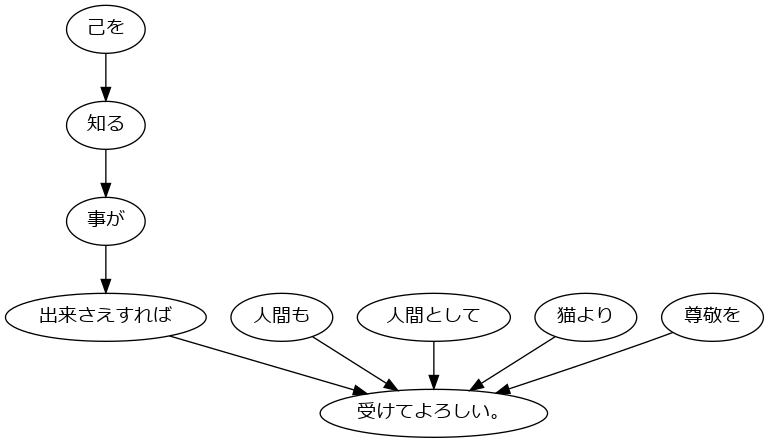 己を
知る
事が
出来さえすれば
人間も
人間として
猫より
尊敬を
受けてよろしい。